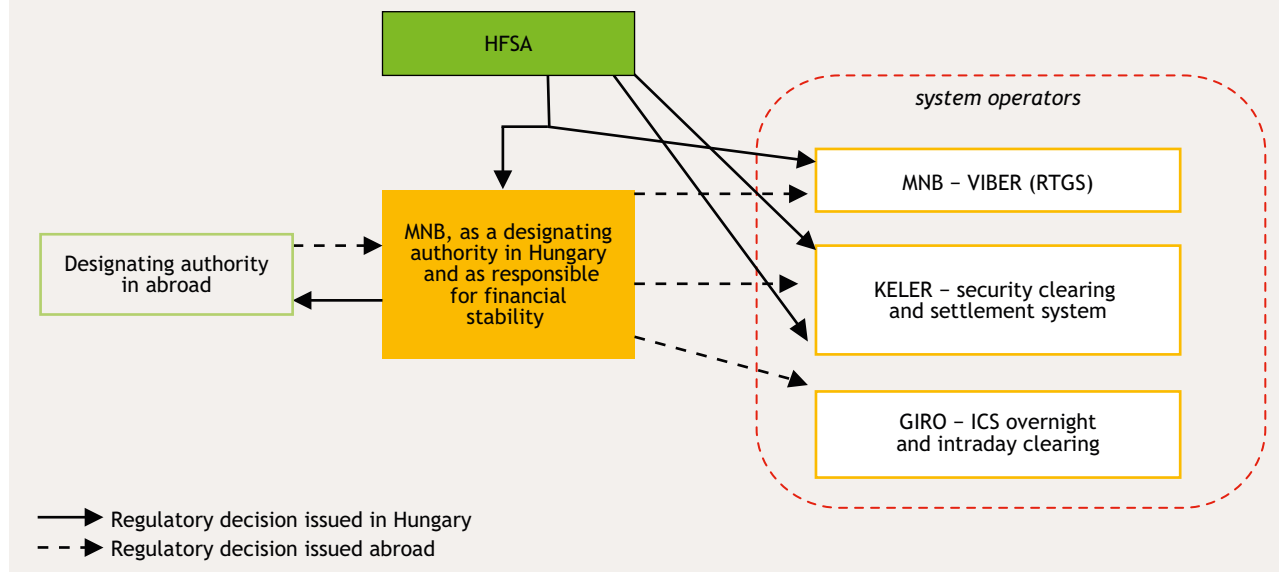 HFSA
system operators
MNB – VIBER (RTGS)
MNB, as a designating
authority in Hungary
and as responsible
for financial
stability
Designating authority
in abroad
KELER – security clearing
and settlement system
GIRO – ICS overnight
and intraday clearing
Regulatory decision issued in Hungary
Regulatory decision issued abroad